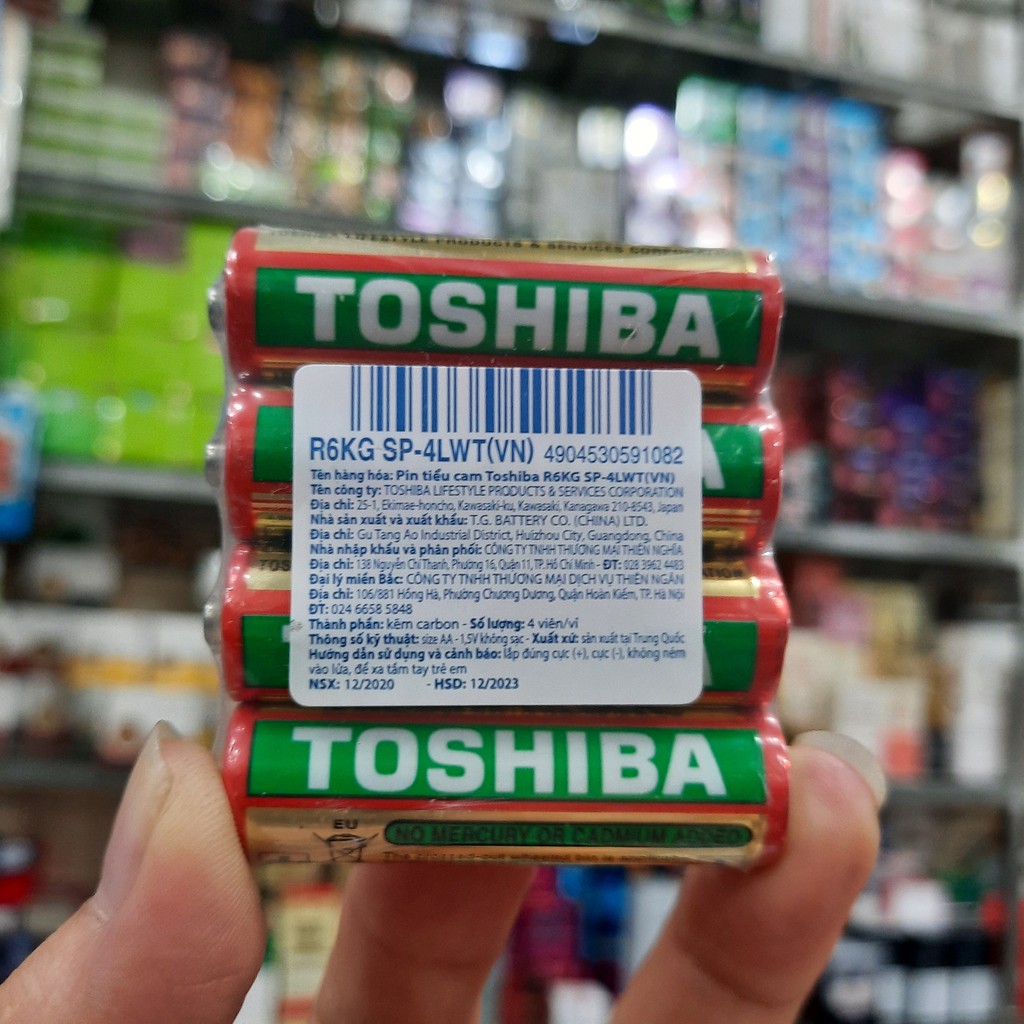 LIFESTYLE PRODUCTS & SERVICES CORPORATION
TOSHIBA
R6KG SP-4LWT(VN) 4904530591082
Tên hàng hóa: Pin tiểu cam Toshiba R6KG SP-4LWT(VN)
Tên công ty: TOSHIBA LIFESTYLE PRODUCTS & SERVICES CORPORATION
Địa chỉ: 25-1, Ekimae-honcho, Kawasaki-ku, Kawasaki, Kanagawa 210-8543, Japan
Nhà sản xuất và xuất khẩu: T.G. BATTERY CO. (CHINA) LTD.
Địa chỉ: Gu Tang Ao Industrial District, Huizhou City, Guangdong, China
Nhà nhập khẩu và phân phối: CÔNG TY TNHH THƯƠNG MẠI THIÊN NGHĨA
Địa chỉ: 138 Nguyễn Chí Thanh, Phường 16, Quận 11, TP. Hồ Chí Minh - ĐT: 028 3962 4483
Đại lý miền Bắc: CÔNG TY TNHH THƯƠNG MẠI DỊCH VỤ THIÊN NGÂN
Địa chỉ: 106/881 Hồng Hà, Phường Chương Dương, Quận Hoàn Kiếm, TP. Hà Nội
ĐT: 024 6658 5848
Thành phần: kẽm carbon - Số lượng: 4 viên/vỉ
Thông số kỹ thuật: size AA - 1,5V không sạc - Xuất xứ: sản xuất tại Trung Quốc
Hướng dẫn sử dụng và cảnh báo: lắp đúng cực (+), cực (-), không ném
vào lửa, để xa tầm tay trẻ em
NSX: 12/2020 - HSD: 12/2023
TOSHIBA
EU
NO MERCURY OR CADMIUM ADDED